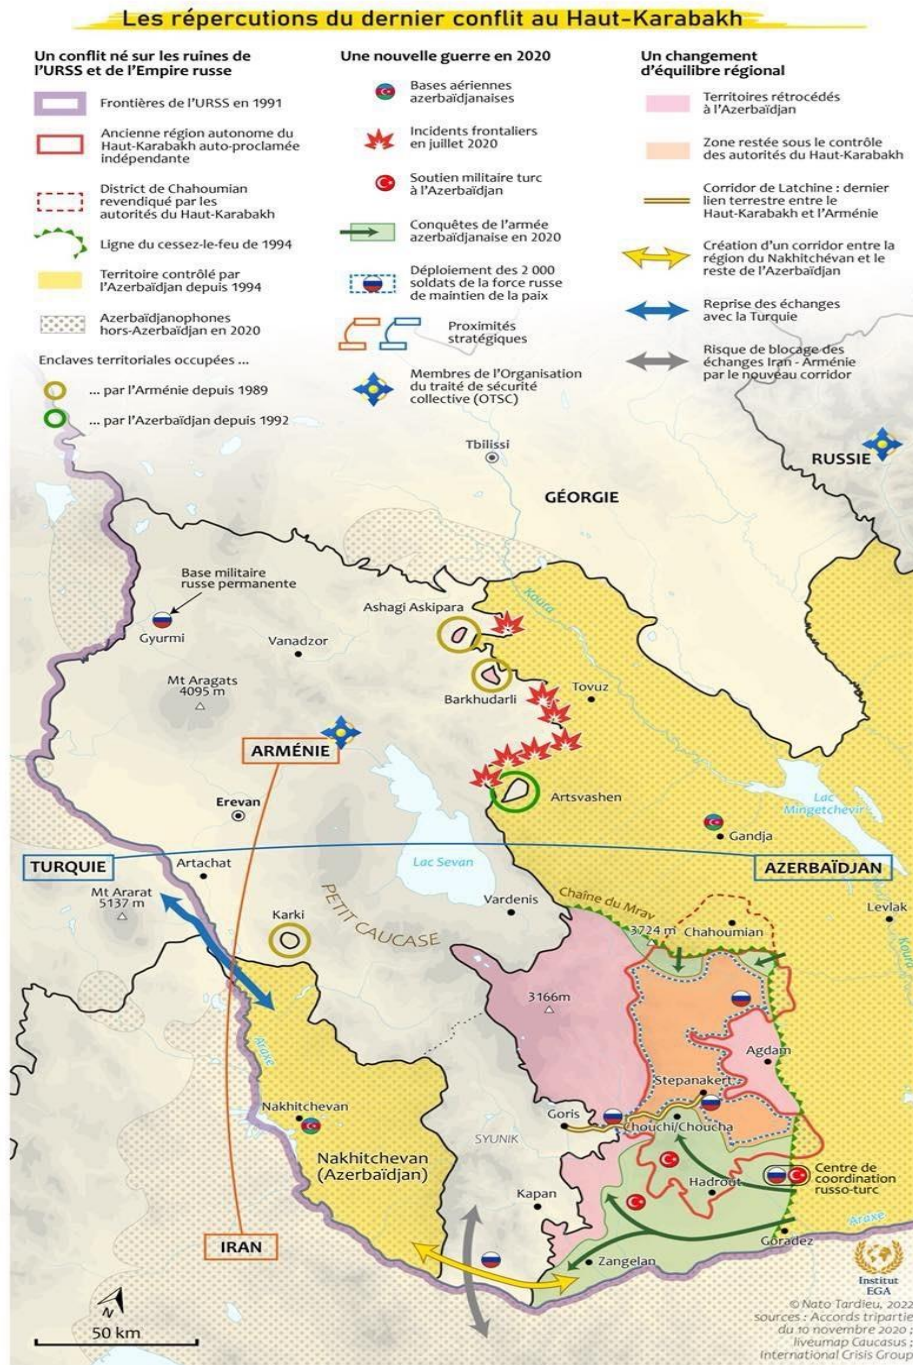 Les répercutions du dernier conflit au Haut-Karabakh
Un conflit né sur les ruines de
l'URSS et de l'Empire russe
Frontières de l'URSS en 1991
Ancienne région autonome du
Haut-Karabakh auto-proclamée
indépendante
District de Chahoumian
revendiqué par les
autorités du Haut-Karabakh
Ligne du cessez-le-feu de 1994
Territoire contrôlé par
l'Azerbaïdjan depuis 1994
Azerbaïdjanophones
hors-Azerbaïdjan en 2020
Enclaves territoriales occupées ...
... par l'Arménie depuis 1989
... par l'Azerbaïdjan depuis 1992
Une nouvelle guerre en 2020
Bases aériennes
azerbaïdjanaises
Incidents frontaliers
en juillet 2020
Soutien militaire turc
à l'Azerbaïdjan
Conquêtes de l'armée
azerbaïdjanaise en 2020
Déploiement des 2 000
soldats de la force russe
de maintien de la paix
Proximités
stratégiques
Membres de l'Organisation
du traité de sécurité
collective (OTSC)
Un changement
d'équilibre régional
Territoires rétrocédés
à l'Azerbaïdjan
Zone restée sous le contrôle
des autorités du Haut-Karabakh
Corridor de Latchine : dernier
lien terrestre entre le
Haut-Karabakh et l'Arménie
Création d'un corridor entre la
région du Nakhitchévan et le
reste de l'Azerbaïdjan
Reprise des échanges
avec la Turquie
Risque de blocage des
échanges Iran - Arménie
par le nouveau corridor
Tbilissi
RUSSIE
GÉORGIE
Base militaire
russe permanente
Koura
Ashagi Askipara
Gyurmi
Vanadzor
Mt Aragats
4095 m
Barkhudarli
Tovuz
ARMÉNIE
Artsvashen
Lac
Mingetchevir
Erevan
Gandja
TURQUIE
Artachat
Lac Sevan
AZERBAÏDJAN
Mt Ararat
5137 m
PETIT CAUCASE
Vardenis
Chaîne du Mrav
Levlak
Karki
3724 m
Chahoumian
Koura
3166m
Araxe
Agdam
Stepanakert
Nakhitchevan
Goris
Chouchi/Choucha
SYUNIK
Nakhitchevan
(Azerbaïdjan)
Centre de
coordination
russo-turc
Kapan
Hadrout
Araxe
IRAN
Goradez
Zangelan
Institut
EGA
N
50 km
© Nato Tardieu, 2022
sources : Accords tripartie
du 10 novembre 2020 ;
liveumap Caucasus ;
International Crisis Group